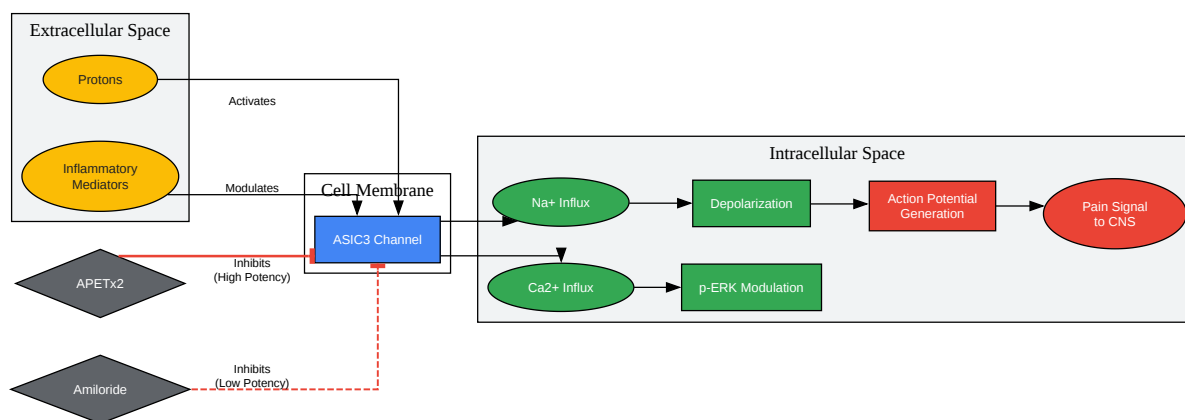 Extracellular Space
Protons
Activates
Inflammatory
Mediators
Modulates
Cell Membrane
ASIC3 Channel
APETx2
Inhibits
(High Potency)
Amiloride
Inhibits
(Low Potency)
Intracellular Space
Na+ Influx
Depolarization
Action Potential
Generation
Pain Signal
to CNS
Ca2+ Influx
p-ERK Modulation